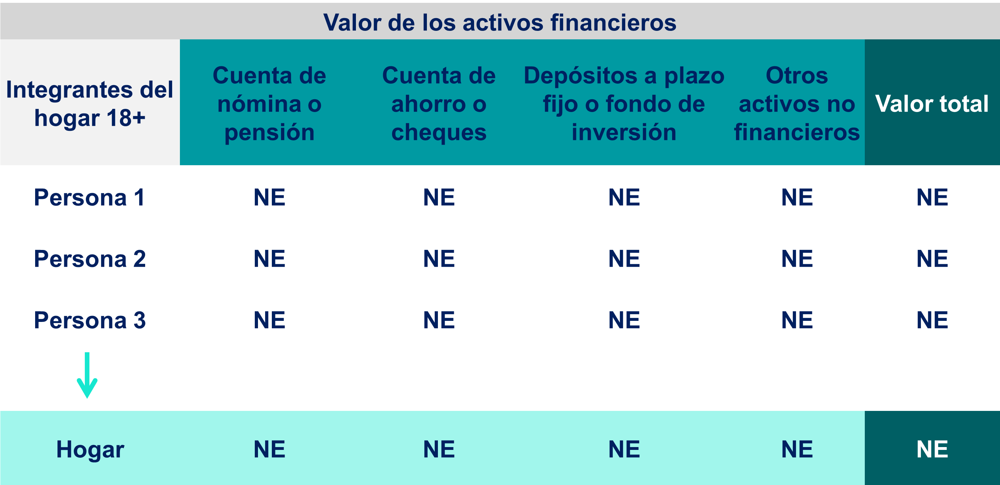 Valor de los activos financieros
Integrantes del
hogar 18+
Cuenta de
nómina o
pensión
Cuenta de
ahorro o
cheques
Depósitos a plazo
fijo o fondo de
inversión
Otros
activos no
financieros
Valor total
Persona 1 NE NE NE NE NE
Persona 2 NE NE NE NE NE
Persona 3 NE NE NE NE NE
Hogar NE NE NE NE NE